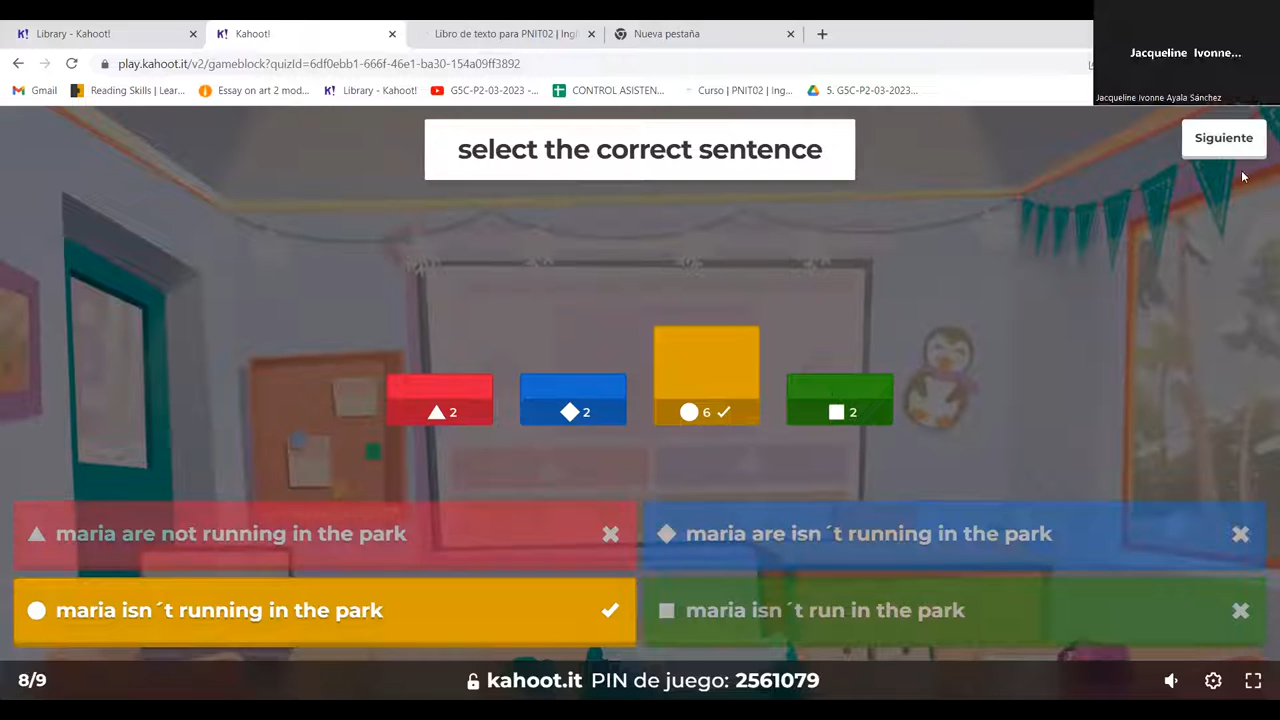 Library - Kahoot!
Kahoot!
Libro de texto para PNIT02 | Ingl
Nueva pestaña
Jacqueline Ivonne...
Jacqueline Ivonne Ayala Sánchez
play.kahoot.it/v2/gameblock?quizId=6df0ebb1-666f-46e1-ba30-154a09ff3892
Gmail
Reading Skills | Lear...
Essay on art 2 mod...
Library - Kahoot!
G5C-P2-03-2023 -...
CONTROL ASISTEN...
Curso | PNIT02 | Ing...
5. G5C-P2-03-2023...
select the correct sentence
Siguiente
2
2
6
2
maria are not running in the park
maria are isn´t running in the park
maria isn´t running in the park
maria isn´t run in the park
8/9
kahoot.it PIN de juego: 2561079